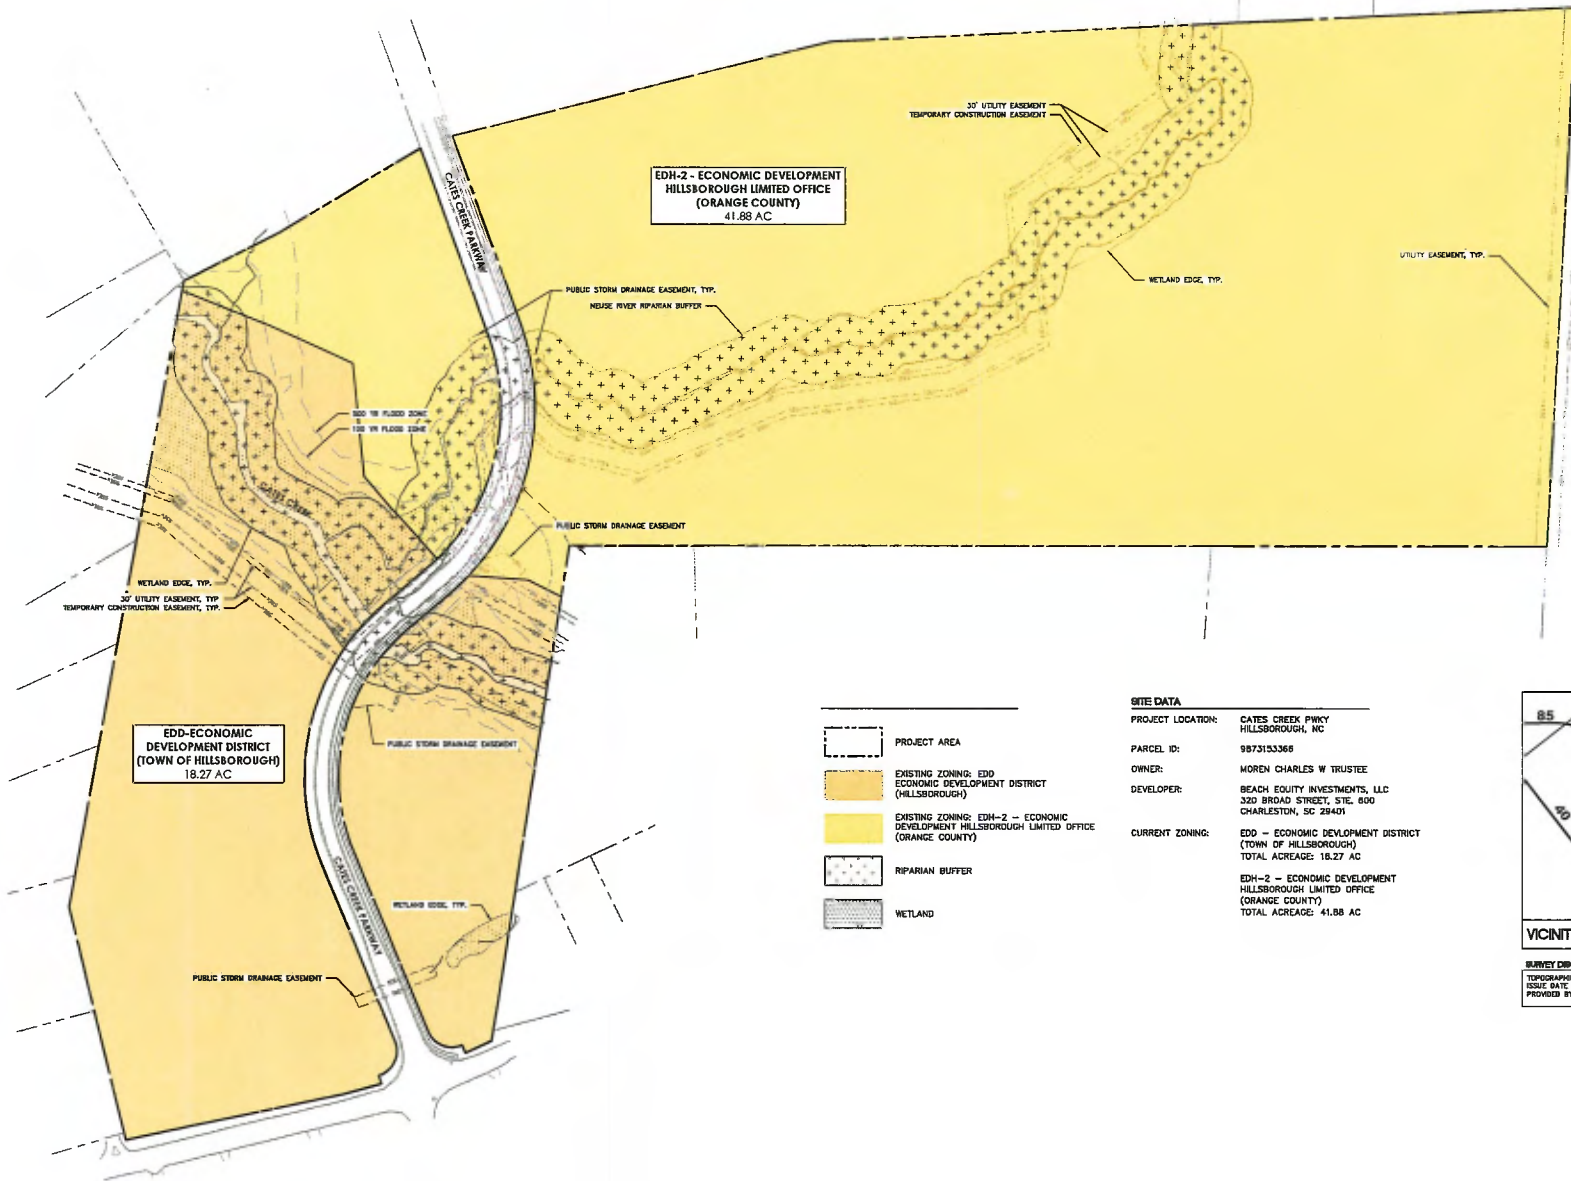 CATES CREEK PARKWAY
30' UTILITY EASEMENT
TEMPORARY CONSTRUCTION EASEMENT
EDH-2 - ECONOMIC DEVELOPMENT
HILLSBOROUGH LIMITED OFFICE
(ORANGE COUNTY)
41.88 AC
UTILITY EASEMENT, TYP.
WETLAND EDGE, TYP.
PUBLIC STORM DRAINAGE EASEMENT, TYP.
NEUSE RIVER RIPARIAN BUFFER
500 YR FLOOD ZONE
100 YR FLOOD ZONE
CATES CREEK
PUBLIC STORM DRAINAGE EASEMENT
WETLAND EDGE, TYP.
30' UTILITY EASEMENT, TYP
TEMPORARY CONSTRUCTION EASEMENT, TYP.
EDD-ECONOMIC
DEVELOPMENT DISTRICT
(TOWN OF HILLSBOROUGH)
18.27 AC
PUBLIC STORM DRAINAGE EASEMENT
CATES CREEK PARKWAY
WETLAND EDGE, TYP.
PUBLIC STORM DRAINAGE EASEMENT
PROJECT AREA
EXISTING ZONING: EDD
ECONOMIC DEVELOPMENT DISTRICT
(HILLSBOROUGH)
EXISTING ZONING: EDH-2 - ECONOMIC
DEVELOPMENT HILLSBOROUGH LIMITED OFFICE
(ORANGE COUNTY)
RIPARIAN BUFFER
WETLAND
SITE DATA
PROJECT LOCATION: CATES CREEK PWKY
HILLSBOROUGH, NC
PARCEL ID: 9873153368
OWNER: MOREN CHARLES W TRUSTEE
DEVELOPER: BEACH EQUITY INVESTMENTS, LLC
320 BROAD STREET, STE. 600
CHARLESTON, SC 29401
CURRENT ZONING: EDD - ECONOMIC DEVLOPMENT DISTRICT
(TOWN OF HILLSBOROUGH)
TOTAL ACREAGE: 18.27 AC
EDH-2 - ECONOMIC DEVELOPMENT
HILLSBOROUGH LIMITED OFFICE
(ORANGE COUNTY)
TOTAL ACREAGE: 41.88 AC
85
40
VICINIT
TOPOGRAPHI
ISSUE DATE
PROVIDED BY